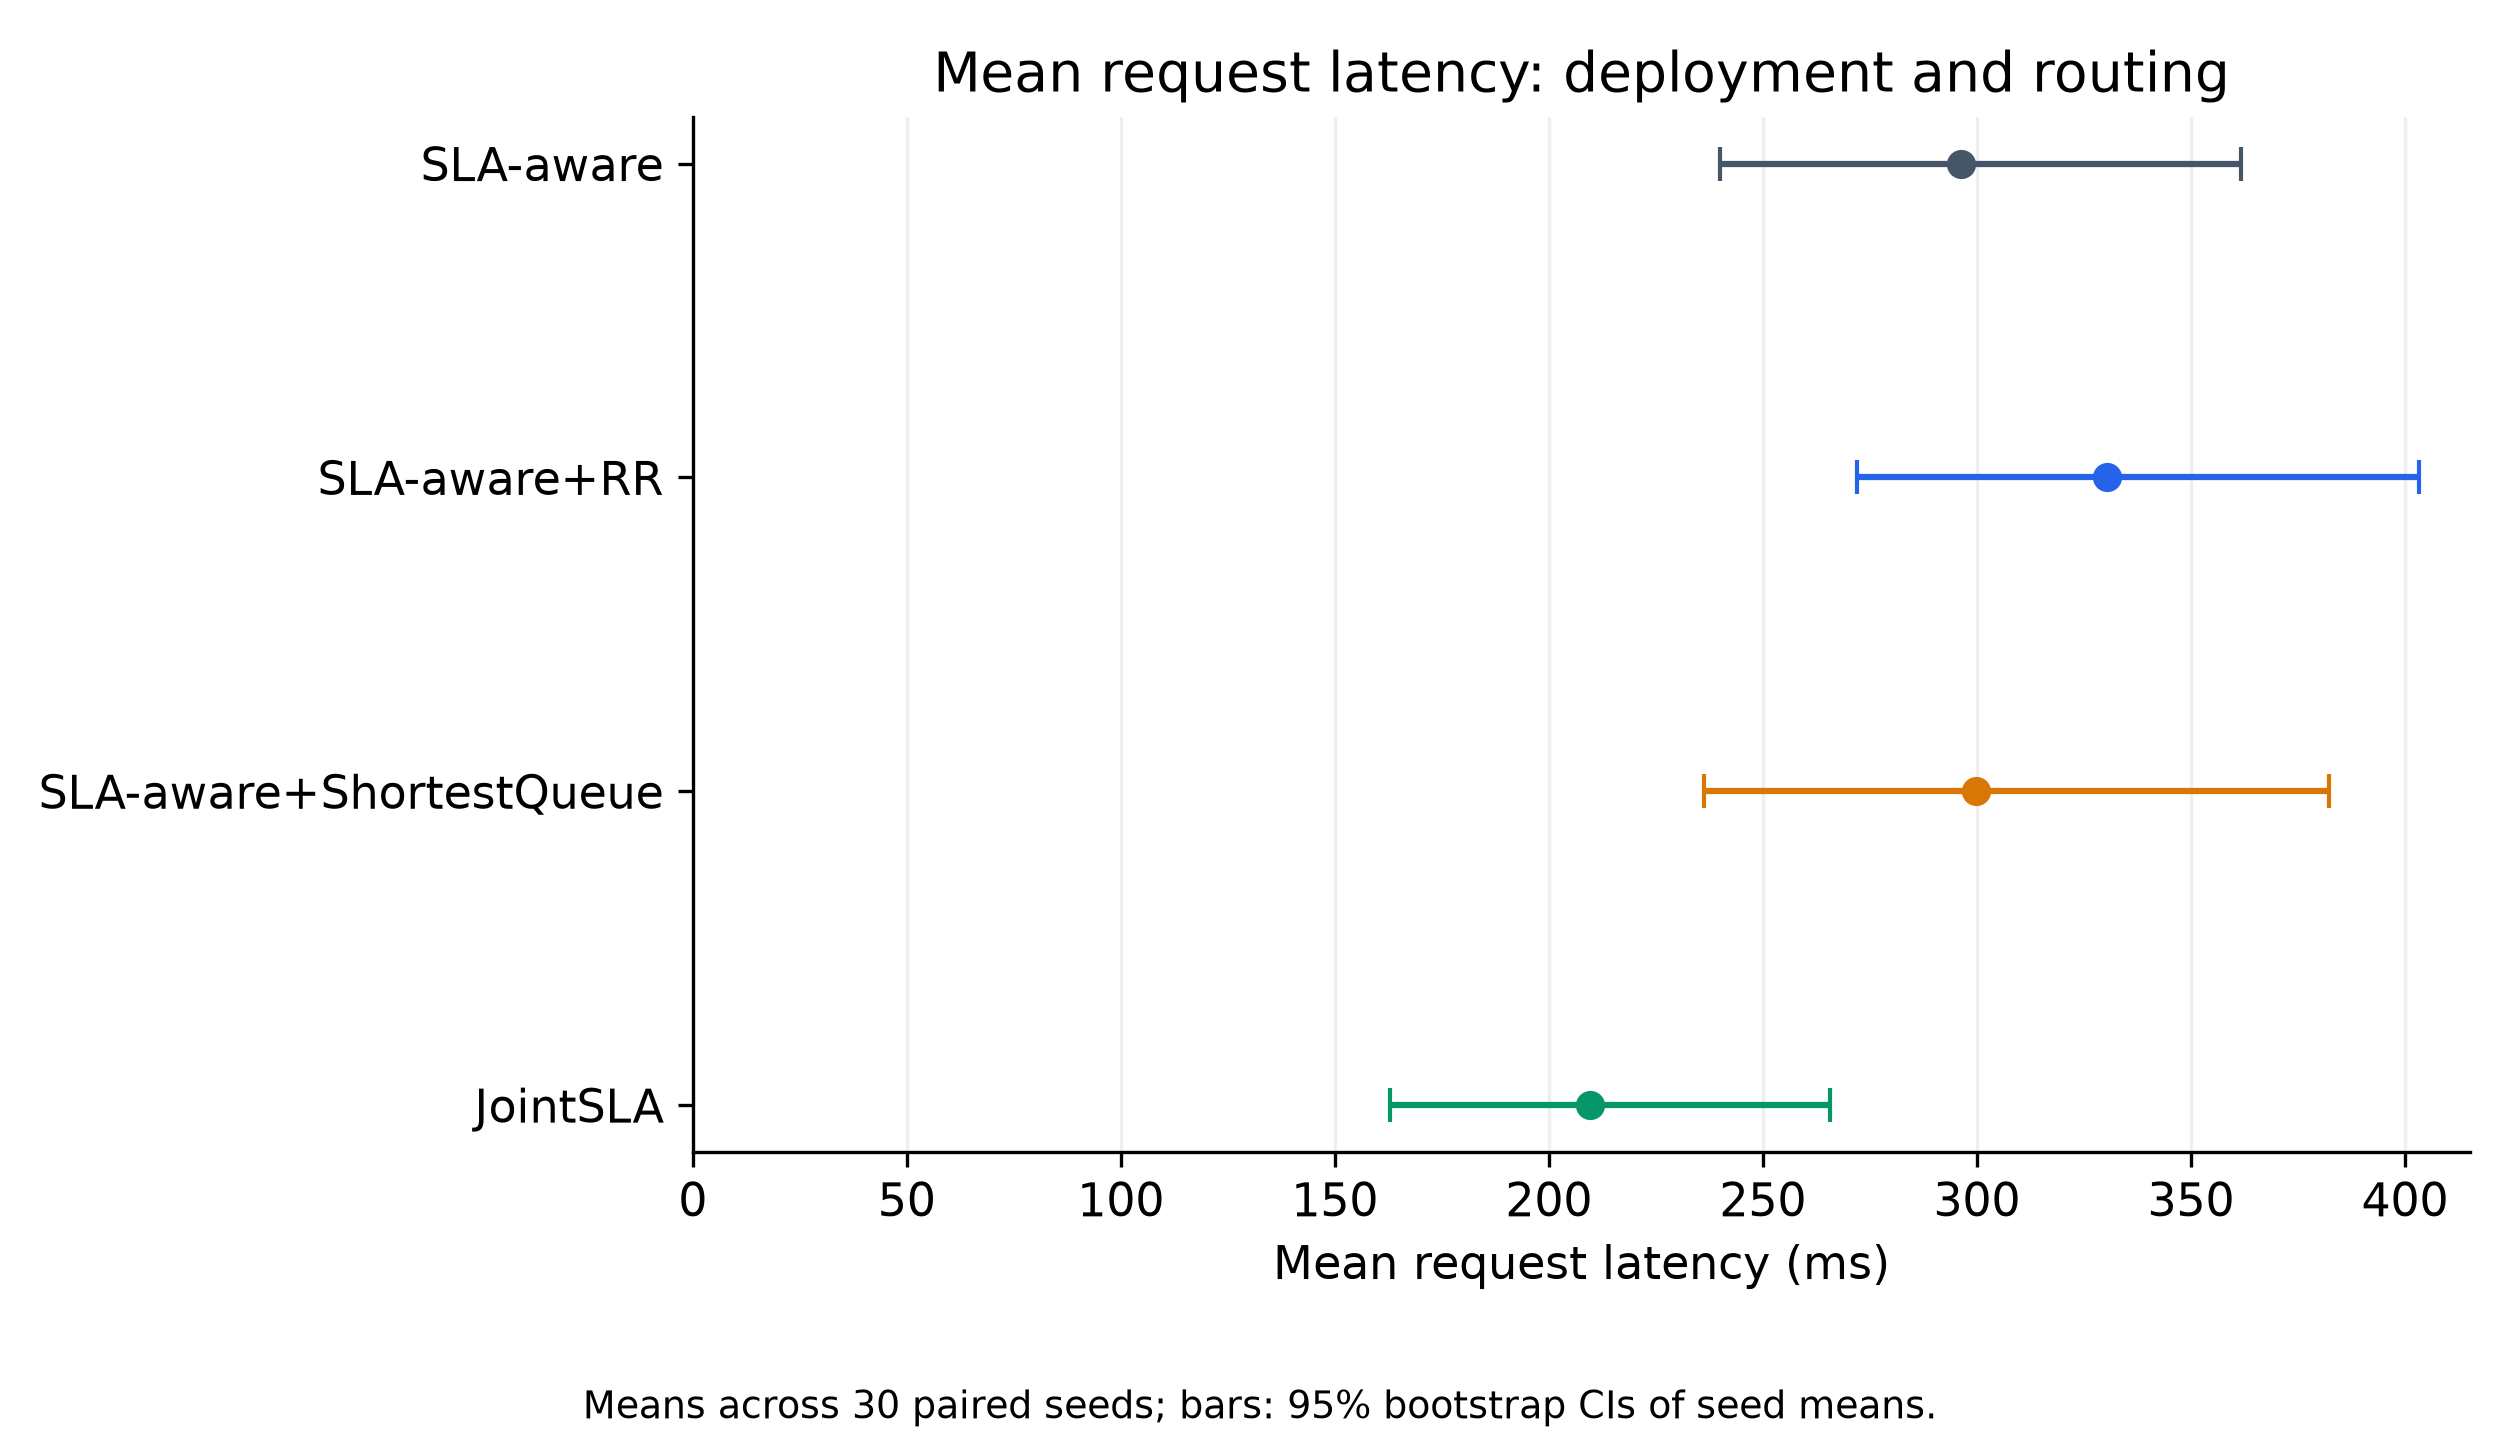 Mean request latency: deployment and routing
SLA-aware
SLA-aware+RR
SLA-aware+ShortestQueue
JointSLA
0 50 100 150 200 250 300 350 400
Mean request latency (ms)
Means across 30 paired seeds; bars: 95% bootstrap CIs of seed means.